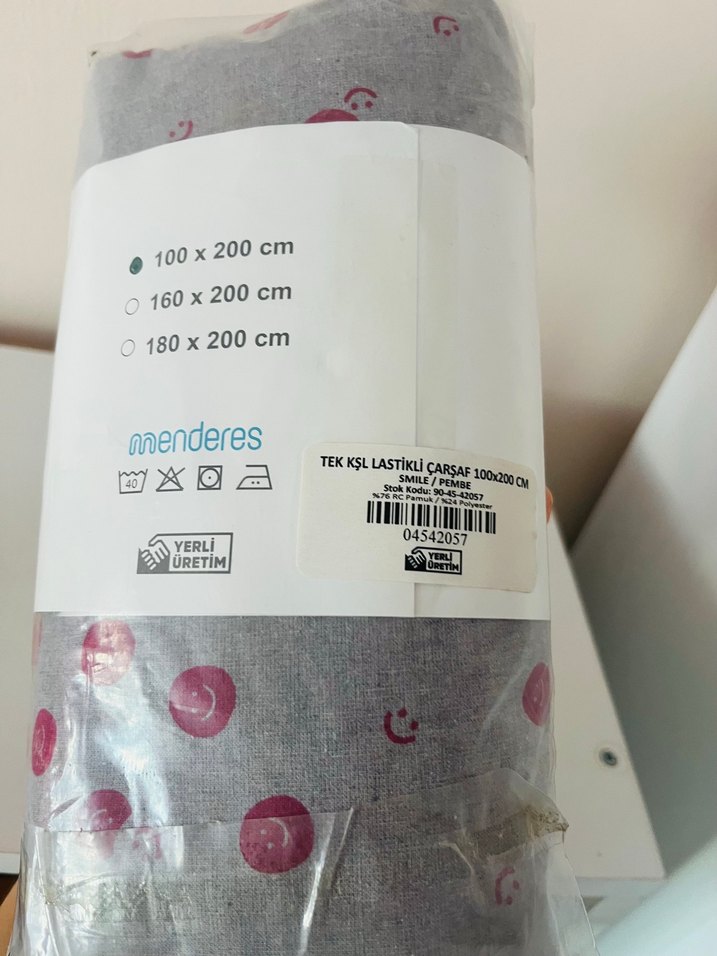 100 x 200 cm
160 x 200 cm
180 x 200 cm
menderes
40
YERLİ
ÜRETİM
TEK KŞL LASTİKLİ ÇARŞAF 100x200 CM
SMILE / PEMBE
Stok Kodu: 90-45-42057
%76 RC Pamuk / %24 Polyester
04542057
YERLİ
ÜRETİM